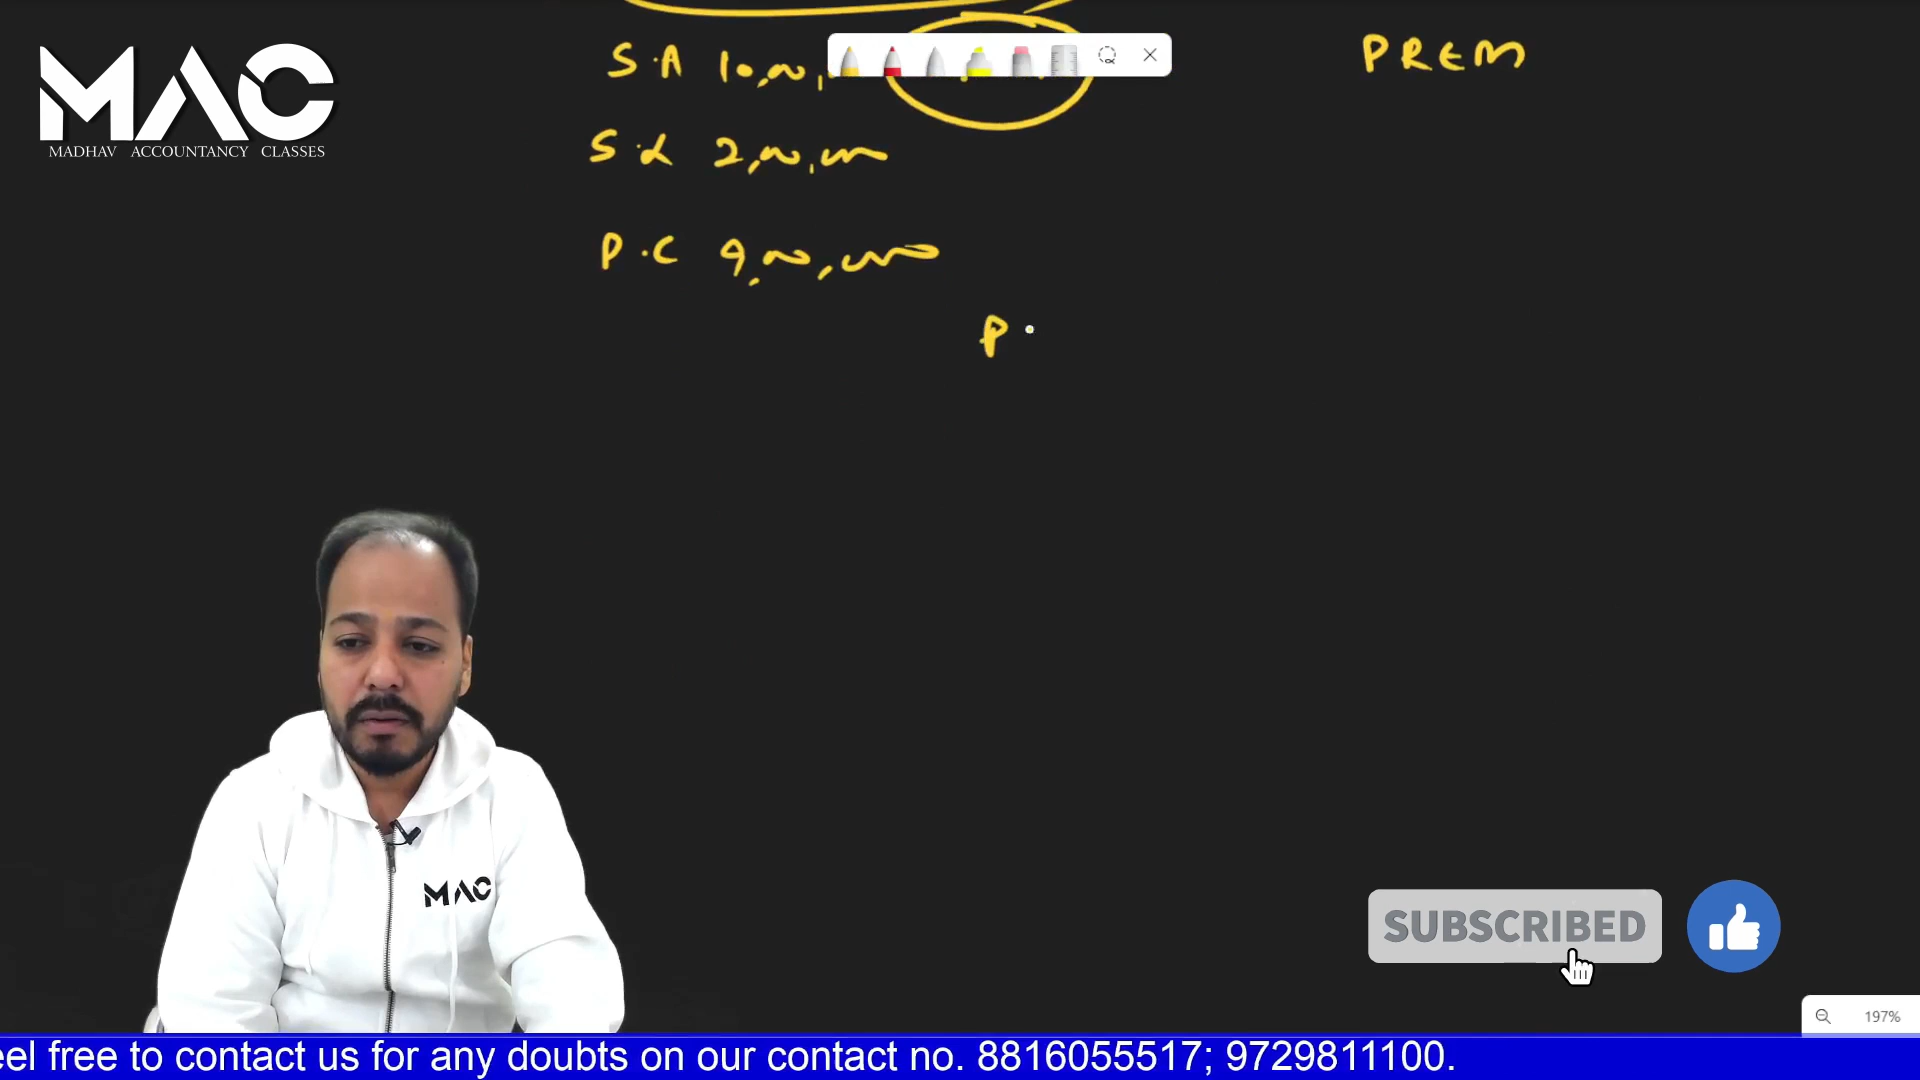 MAC
MADHAV ACCOUNTANCY CLASSES
S.A 10,00,
PREM
S.L 2,00,000
P.C 9,00,000
P.
MAC
SUBSCRIBED
197%
eel free to contact us for any doubts on our contact no. 8816055517; 9729811100.